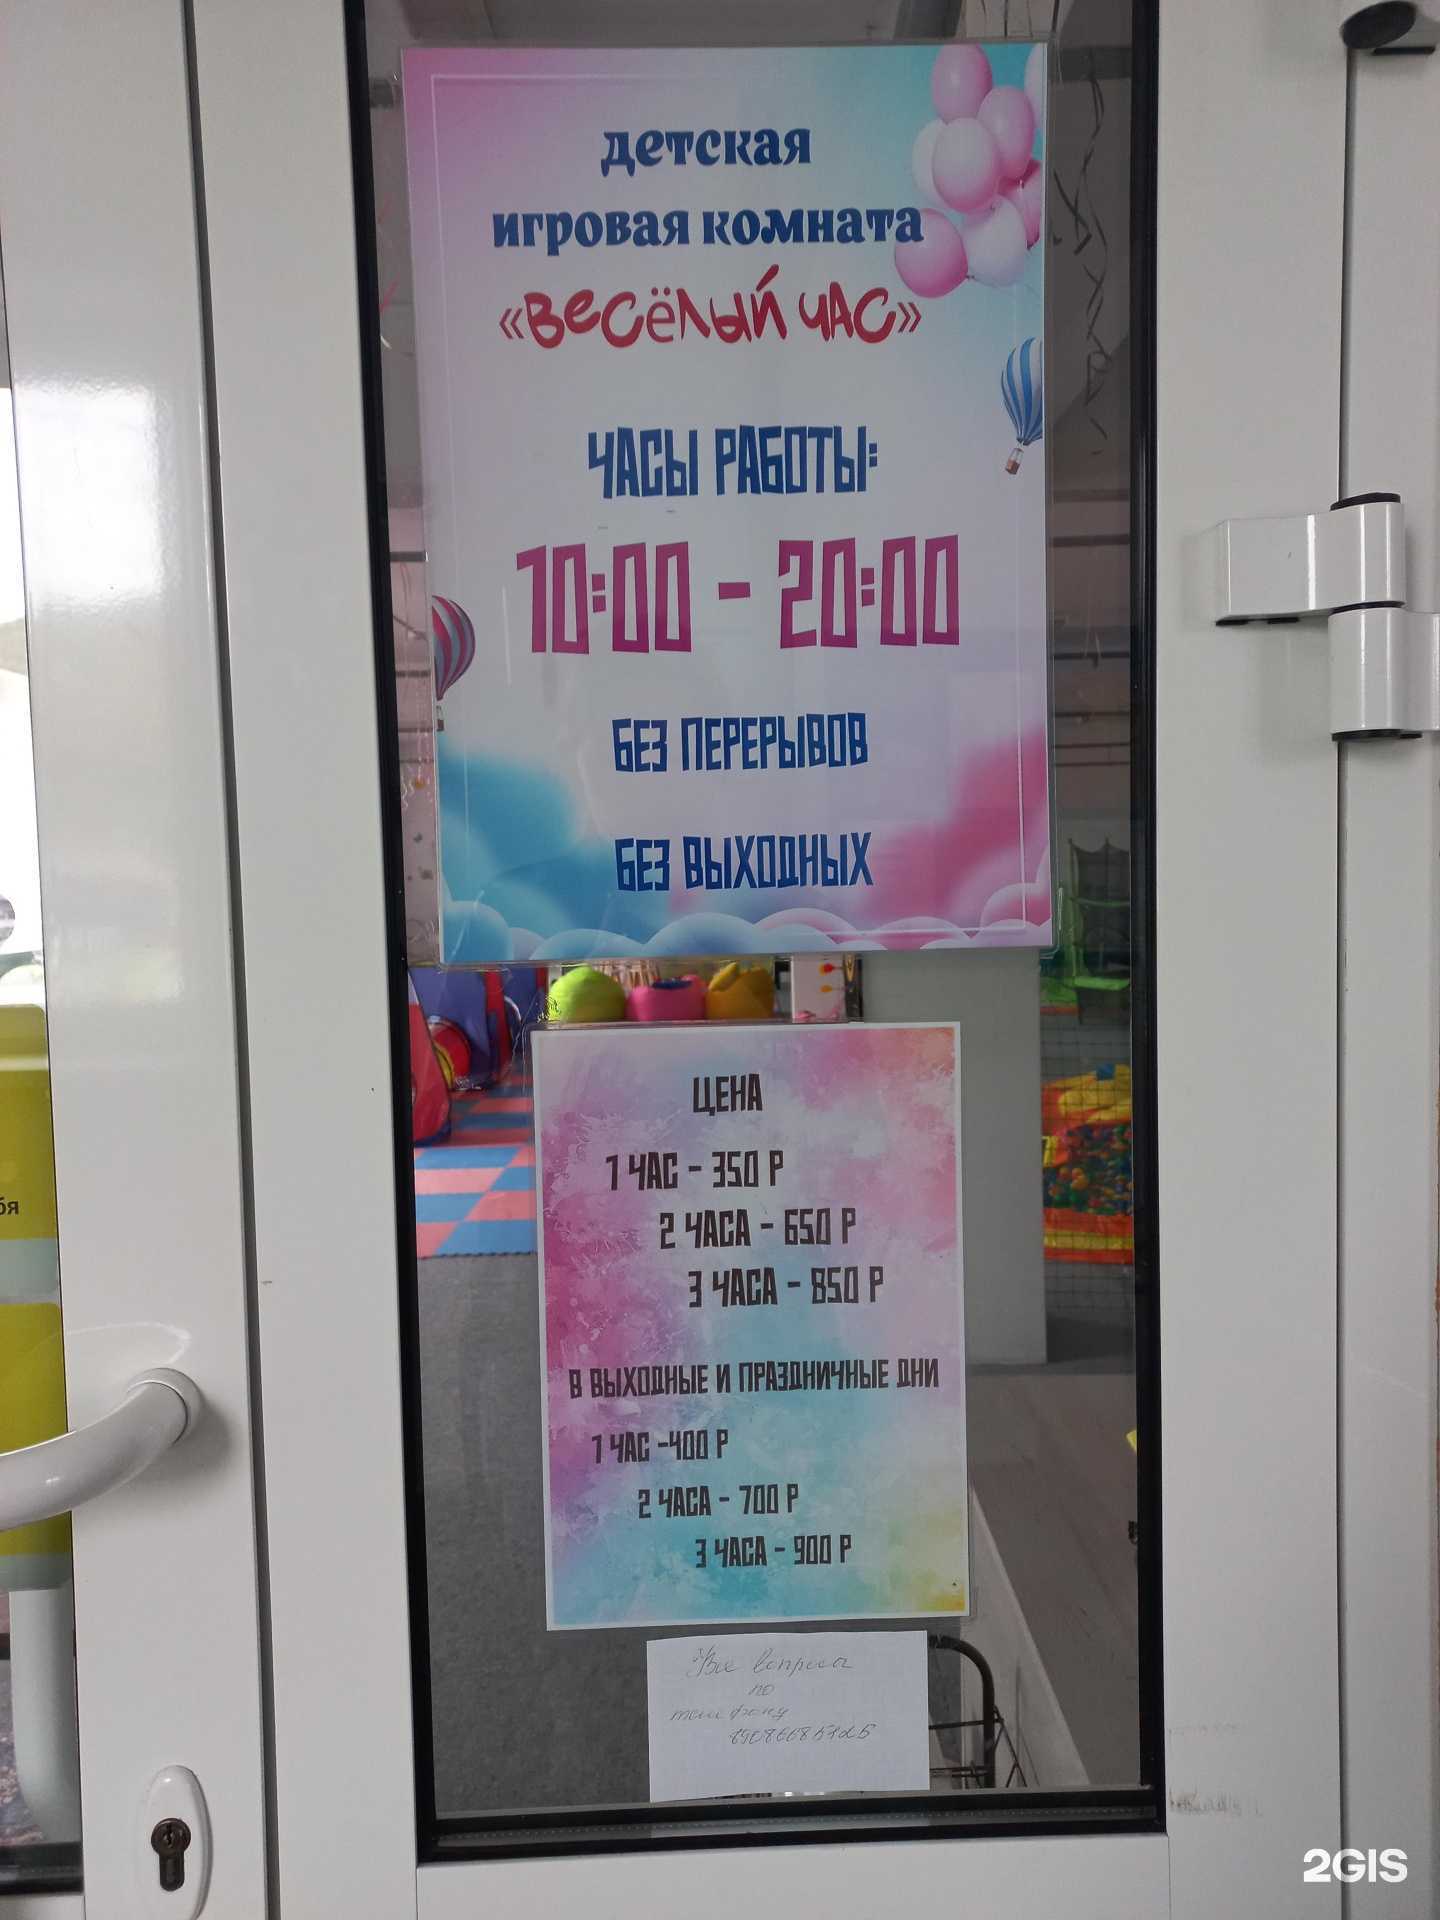 детская
игровая комната
«Весёлый час»
ЧАСЫ РАБОТЫ:
10:00 - 20:00
БЕЗ ПЕРЕРЫВОВ
БЕЗ ВЫХОДНЫХ
ЦЕНА
1 ЧАС - 350 Р
2 ЧАСА - 650 Р
3 ЧАСА - 850 Р
В ВЫХОДНЫЕ И ПРАЗДНИЧНЫЕ ДНИ
1 ЧАС -400 Р
2 ЧАСА - 700 Р
3 ЧАСА - 900 Р
Все вопросы
по
телефону
бя
2GIS